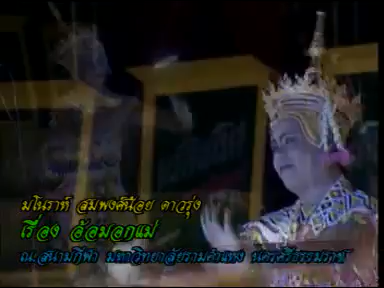 มโนราห์ สมพงศ์น้อย ดาวรุ่ง
เรื่อง อ้อมอกแม่
ณ.สนามกีฬา มหาวิทยาลัยรามคำแหง นครศรีธรรมราช